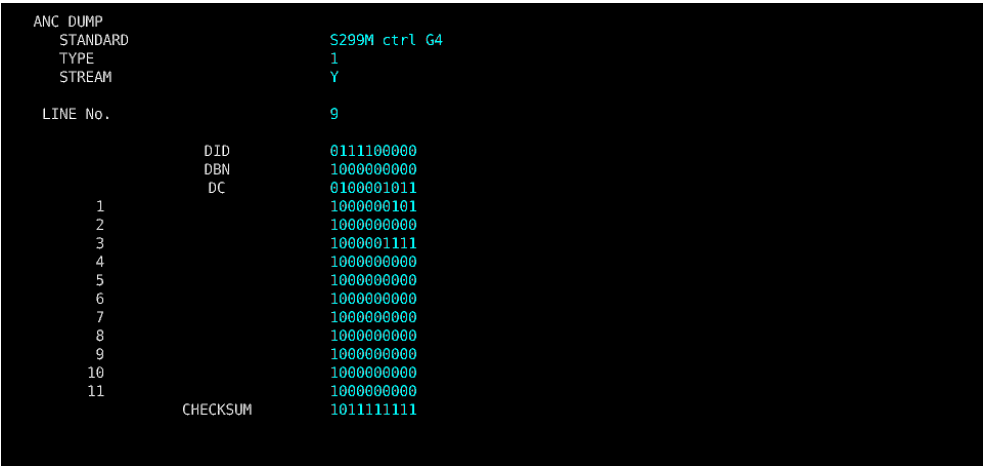 ANC DUMP
STANDARD S299M ctrl G4
TYPE 1
STREAM Y
LINE No. 9
DID 0111100000
DBN 1000000000
DC 0100001011
1 1000000101
2 1000000000
3 1000001111
4 1000000000
5 1000000000
6 1000000000
7 1000000000
8 1000000000
9 1000000000
10 1000000000
11 1000000000
CHECKSUM 1011111111